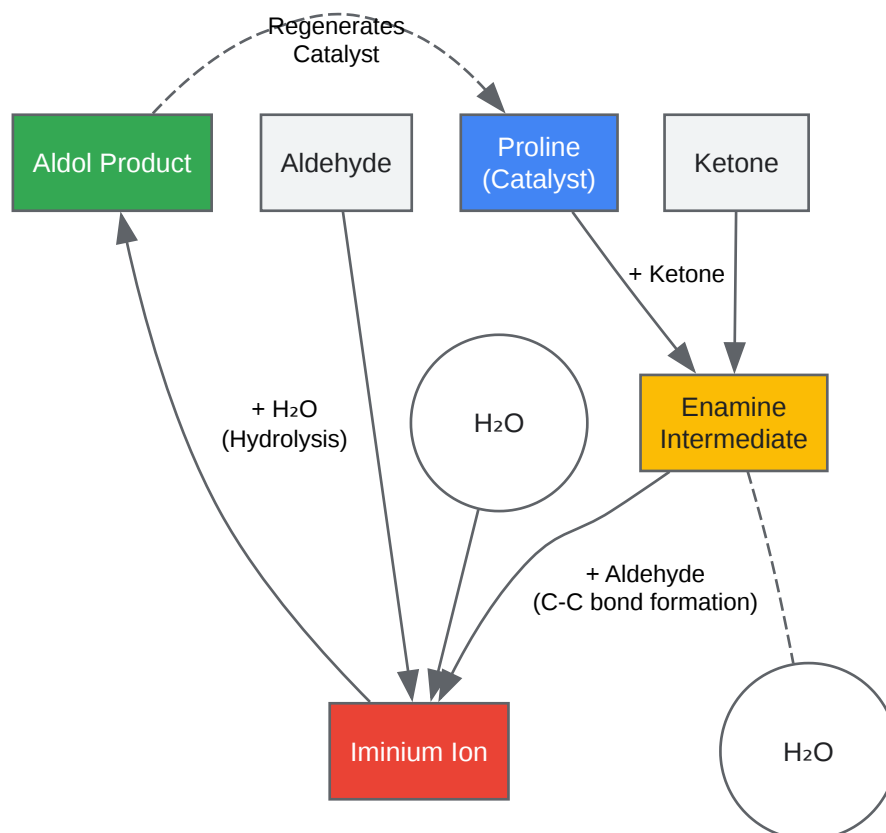 Regenerates
Catalyst
Aldol Product
Aldehyde
Proline
(Catalyst)
Ketone
+ Ketone
+ H₂O
(Hydrolysis)
H₂O
Enamine
Intermediate
+ Aldehyde
(C-C bond formation)
Iminium Ion
H₂O